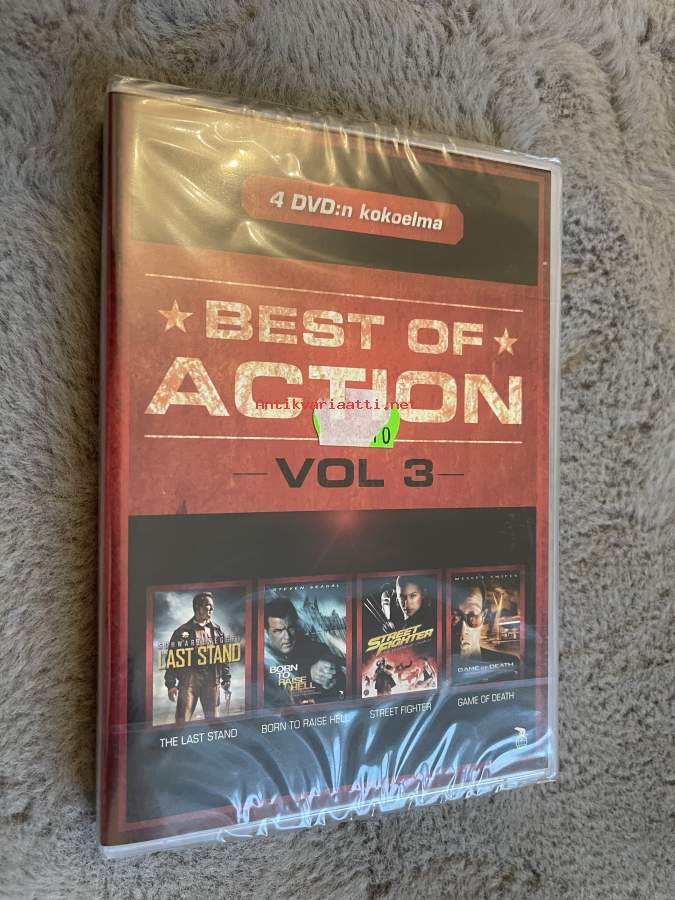 4 DVD:n kokoelma
BEST OF
ACTION
antikvariaatti.net
10
VOL 3
STEVEN SEAGAL
WESLEY SNIPES
LAST STAND
BORN
TO
RAISE
HELL
STREET
FIGHTER
GAME OF DEATH
THE LAST STAND
BORN TO RAISE HELL
STREET FIGHTER
GAME OF DEATH